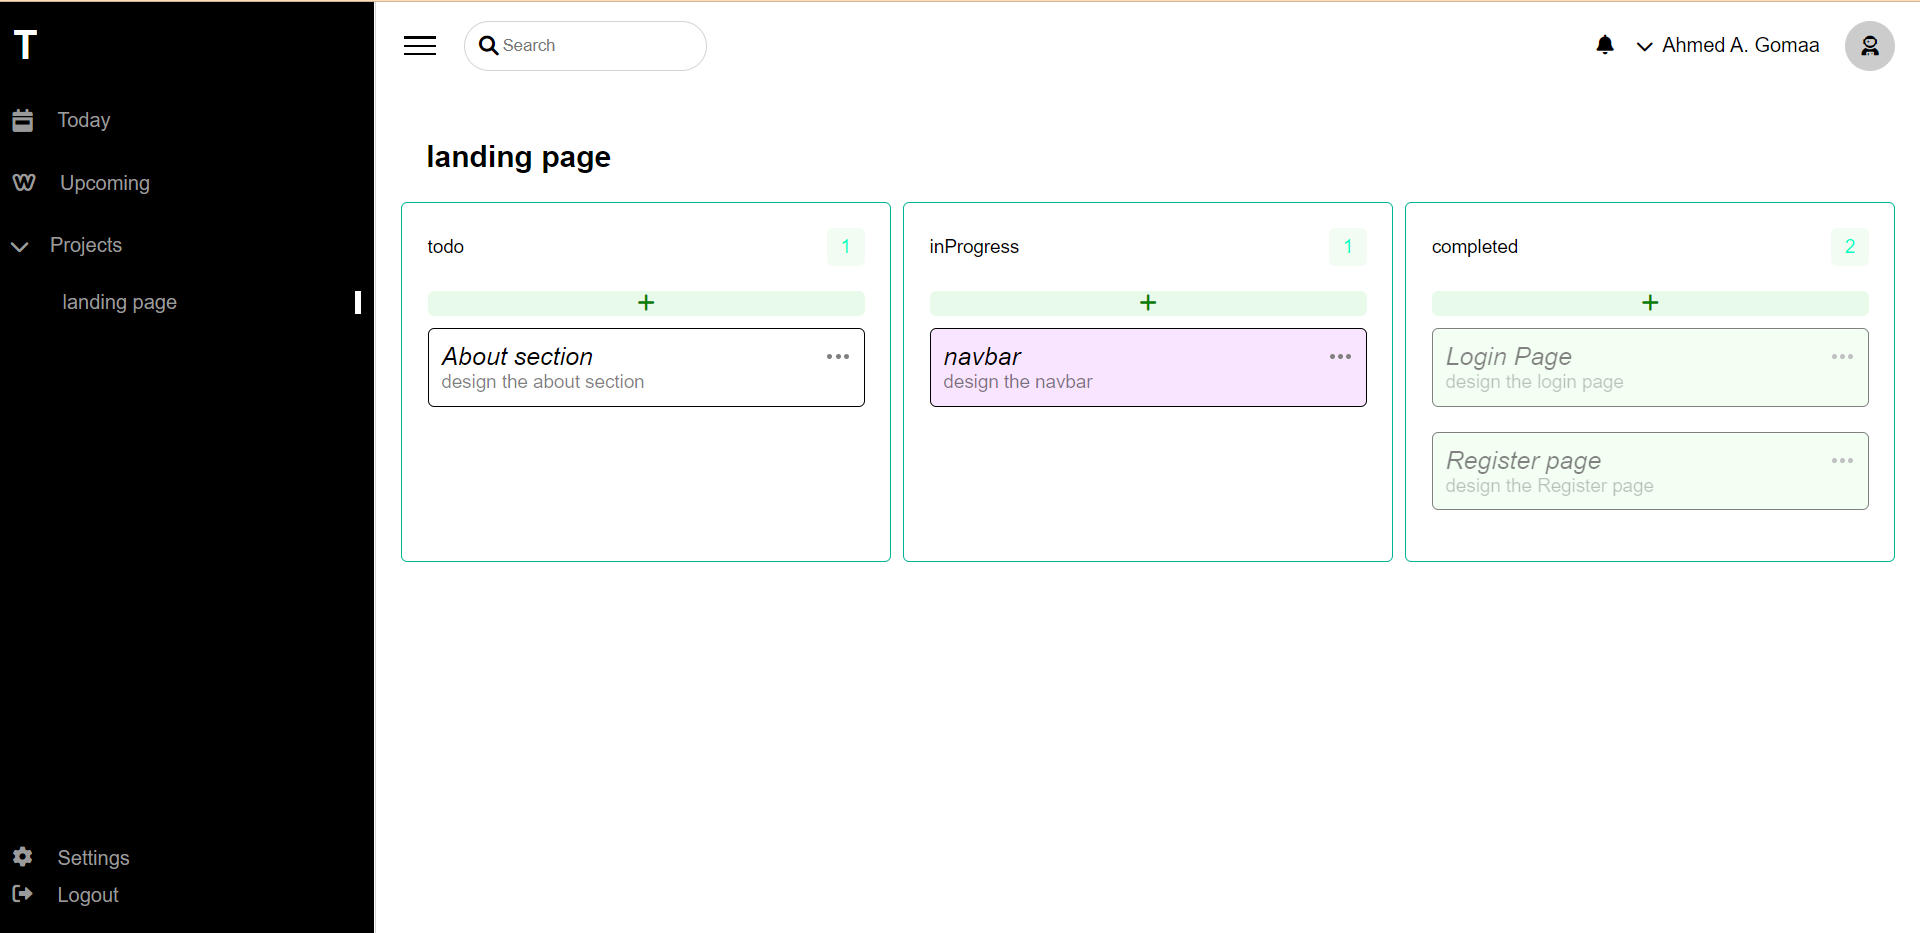 T
Today
Upcoming
Projects
landing page
Settings
Logout
Search
Ahmed A. Gomaa
landing page
todo
1
+
About section
design the about section
inProgress
1
+
navbar
design the navbar
completed
2
+
Login Page
design the login page
Register page
design the Register page